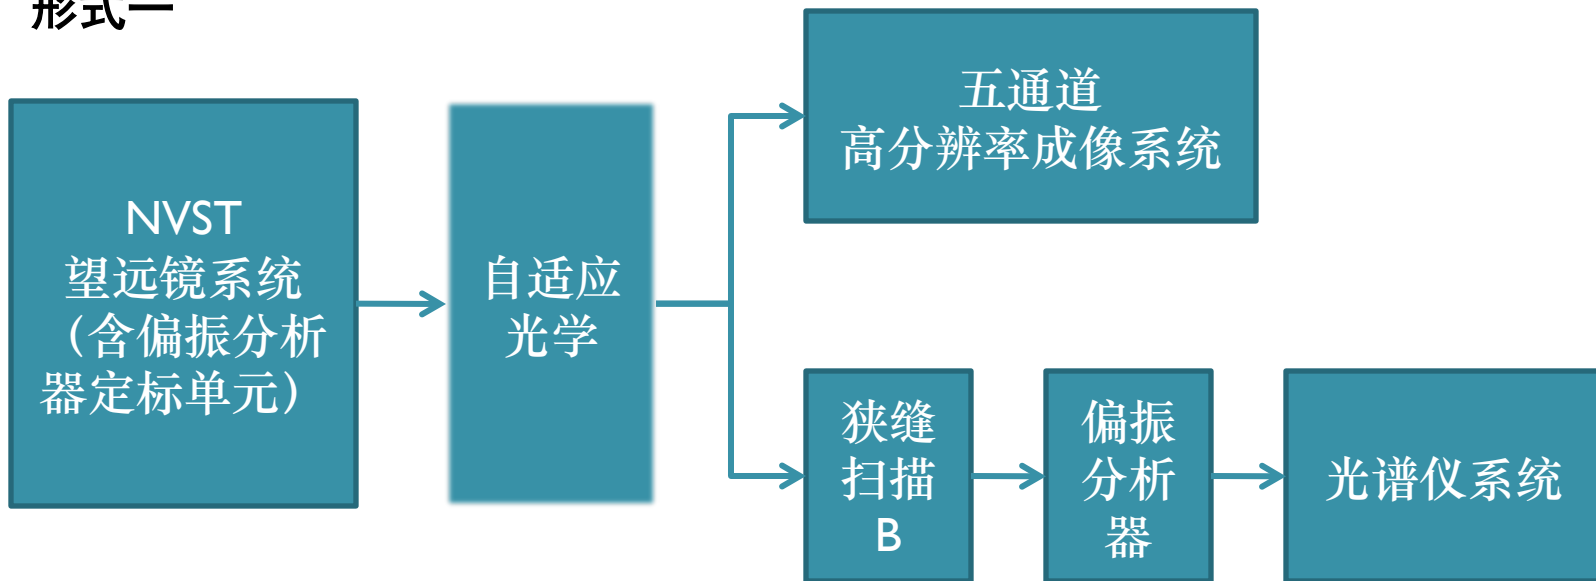 形式一
NVST
望远镜系统
（含偏振分析
器定标单元）
自适应
光学
五通道
高分辨率成像系统
狭缝
扫描
B
偏振
分析
器
光谱仪系统